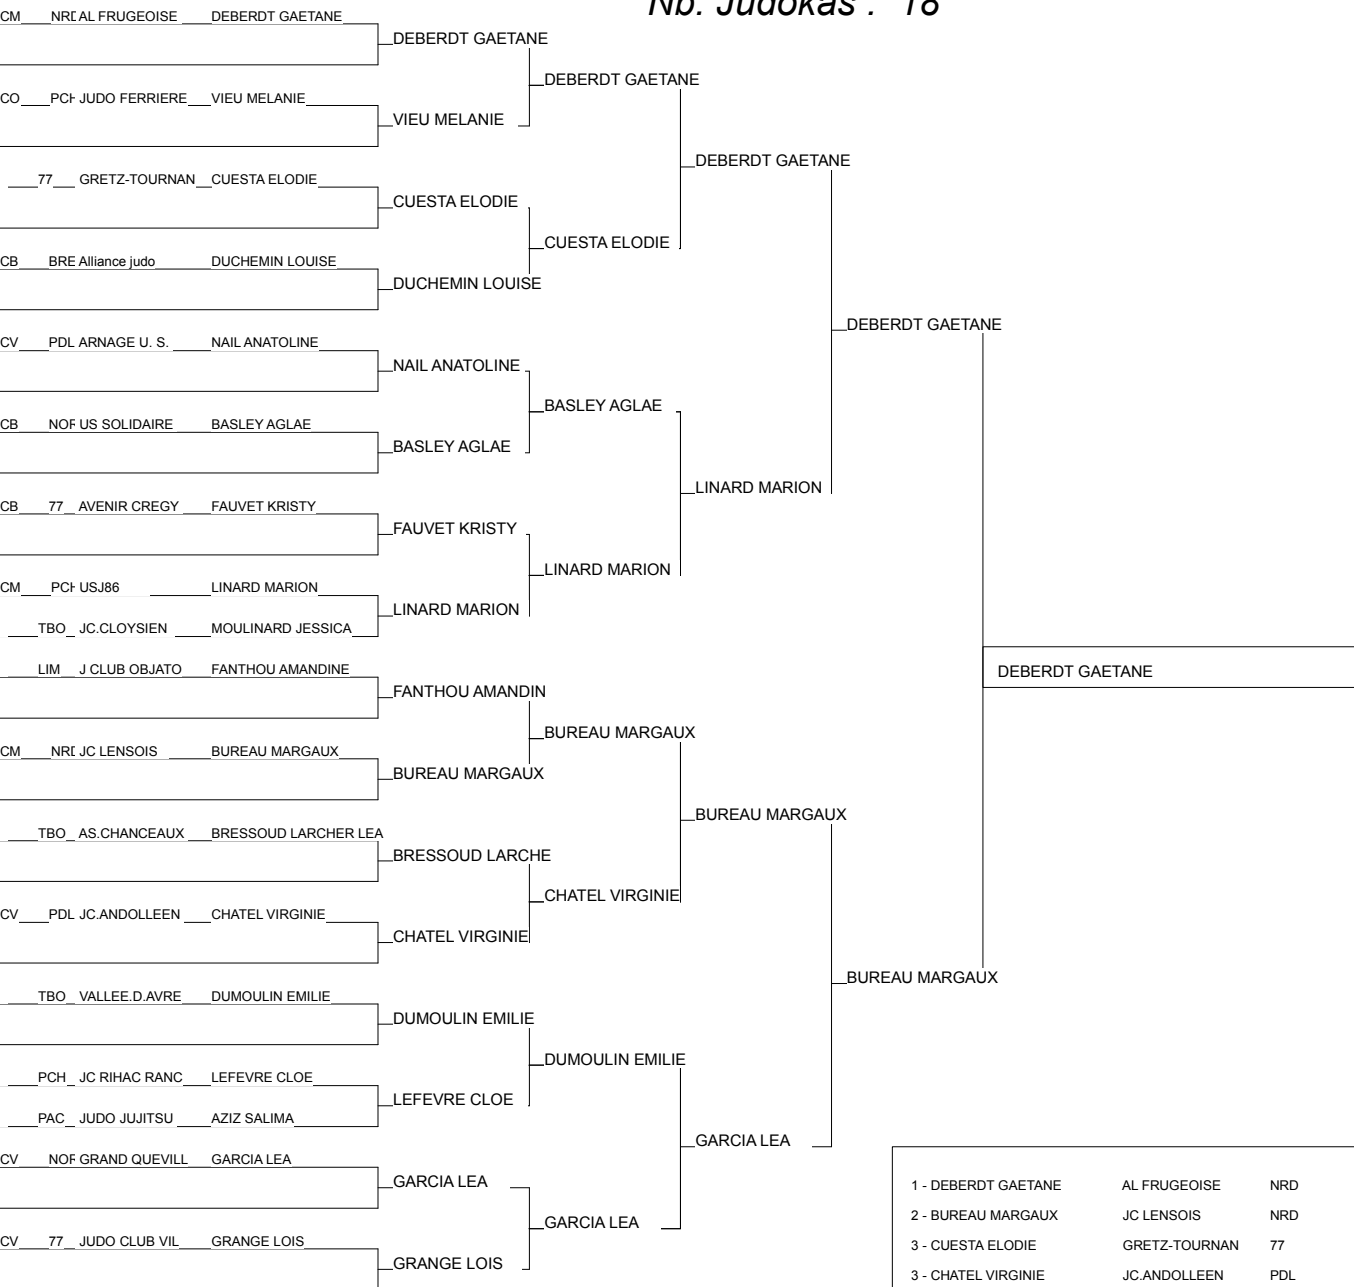 Nb. Judokas : 18
CM NRD AL FRUGEOISE DEBERDT GAETANE
DEBERDT GAETANE
DEBERDT GAETANE
CO PCH JUDO FERRIERE VIEU MELANIE
VIEU MELANIE
DEBERDT GAETANE
77 GRETZ-TOURNAN CUESTA ELODIE
CUESTA ELODIE
CUESTA ELODIE
CB BRE Alliance judo DUCHEMIN LOUISE
DUCHEMIN LOUISE
DEBERDT GAETANE
CV PDL ARNAGE U. S. NAIL ANATOLINE
NAIL ANATOLINE
BASLEY AGLAE
CB NOR US SOLIDAIRE BASLEY AGLAE
BASLEY AGLAE
LINARD MARION
CB 77 AVENIR CREGY FAUVET KRISTY
FAUVET KRISTY
LINARD MARION
CM PCH USJ86 LINARD MARION
LINARD MARION
TBO JC.CLOYSIEN MOULINARD JESSICA
LIM J CLUB OBJATO FANTHOU AMANDINE
DEBERDT GAETANE
FANTHOU AMANDIN
BUREAU MARGAUX
CM NRD JC LENSOIS BUREAU MARGAUX
BUREAU MARGAUX
BUREAU MARGAUX
TBO AS.CHANCEAUX BRESSOUD LARCHER LEA
BRESSOUD LARCHE
CHATEL VIRGINIE
CV PDL JC.ANDOLLEEN CHATEL VIRGINIE
CHATEL VIRGINIE
BUREAU MARGAUX
TBO VALLEE.D.AVRE DUMOULIN EMILIE
DUMOULIN EMILIE
DUMOULIN EMILIE
PCH JC RIHAC RANC LEFEVRE CLOE
LEFEVRE CLOE
PAC JUDO JUJITSU AZIZ SALIMA
GARCIA LEA
CV NOR GRAND QUEVILL GARCIA LEA
GARCIA LEA
GARCIA LEA
CV 77 JUDO CLUB VIL GRANGE LOIS
GRANGE LOIS
1 - DEBERDT GAETANE AL FRUGEOISE NRD
2 - BUREAU MARGAUX JC LENSOIS NRD
3 - CUESTA ELODIE GRETZ-TOURNAN 77
3 - CHATEL VIRGINIE JC.ANDOLLEEN PDL